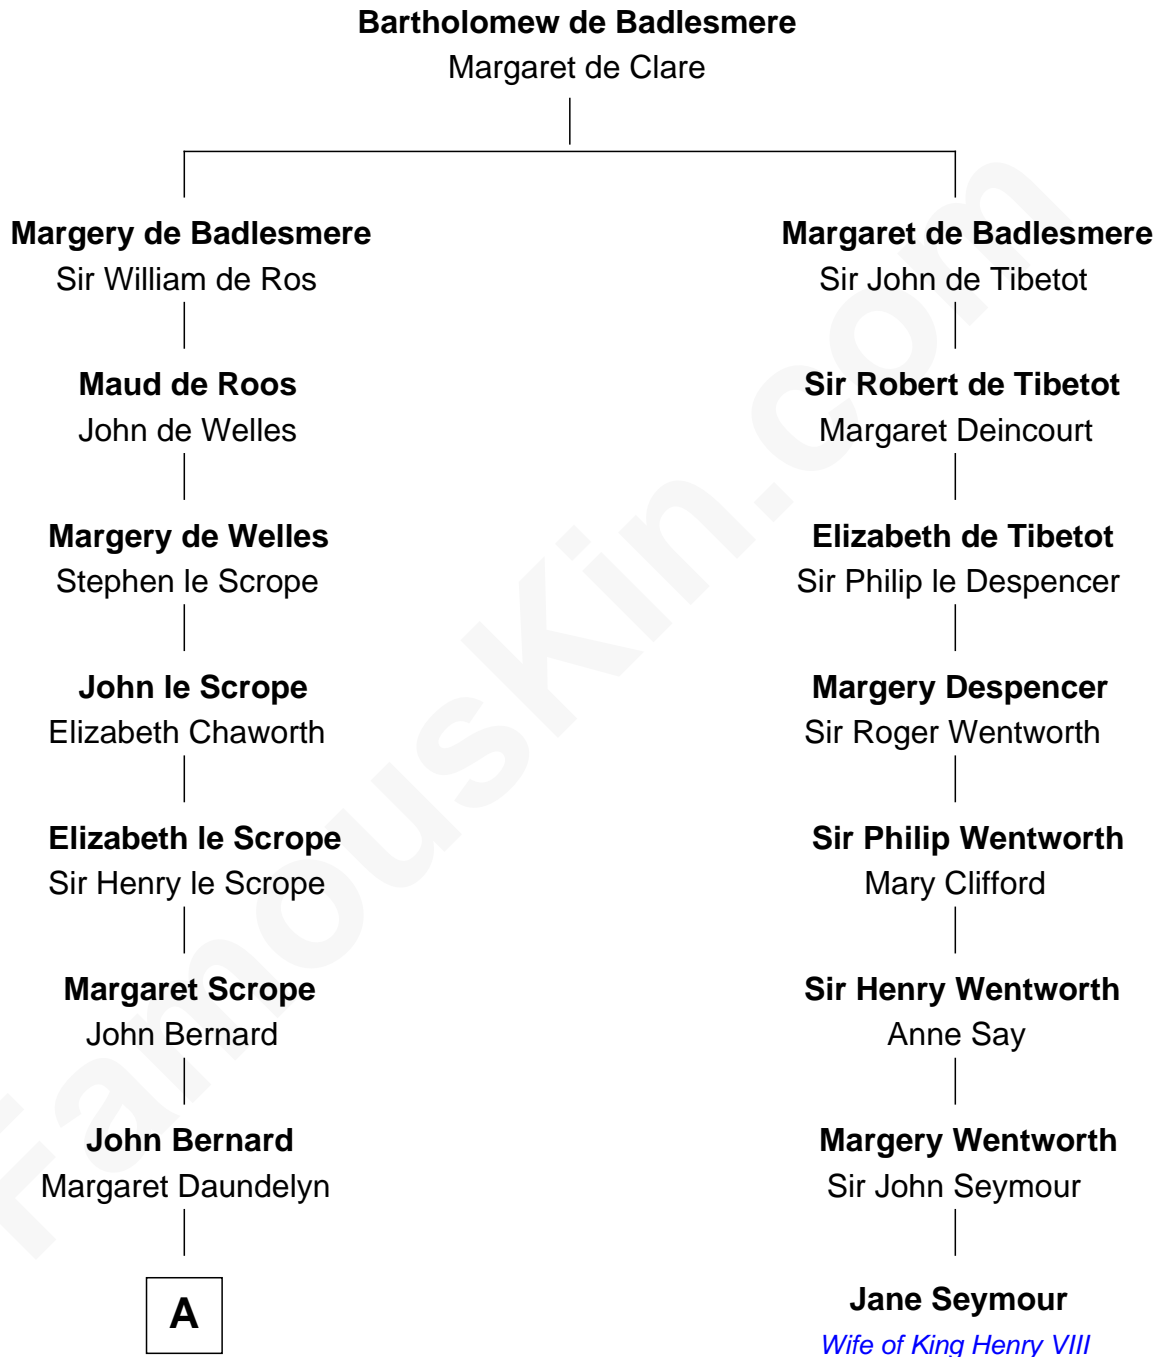 Bartholomew de Badlesmere
Margaret de Clare
Margery de Badlesmere
Sir William de Ros
Maud de Roos
John de Welles
Margery de Welles
Stephen le Scrope
John le Scrope
Elizabeth Chaworth
Elizabeth le Scrope
Sir Henry le Scrope
Margaret Scrope
John Bernard
John Bernard
Margaret Daundelyn
A
Margaret de Badlesmere
Sir John de Tibetot
Sir Robert de Tibetot
Margaret Deincourt
Elizabeth de Tibetot
Sir Philip le Despencer
Margery Despencer
Sir Roger Wentworth
Sir Philip Wentworth
Mary Clifford
Sir Henry Wentworth
Anne Say
Margery Wentworth
Sir John Seymour
Jane Seymour
Wife of King Henry VIII
FamousKin.com